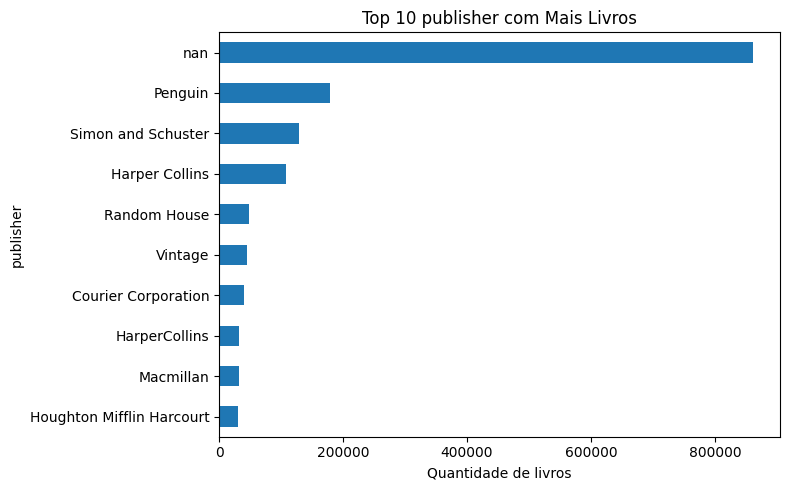 Top 10 publisher com Mais Livros
nan
Penguin
Simon and Schuster
Harper Collins
Random House
Vintage
Courier Corporation
HarperCollins
Macmillan
Houghton Mifflin Harcourt
publisher
0 200000 400000 600000 800000
Quantidade de livros